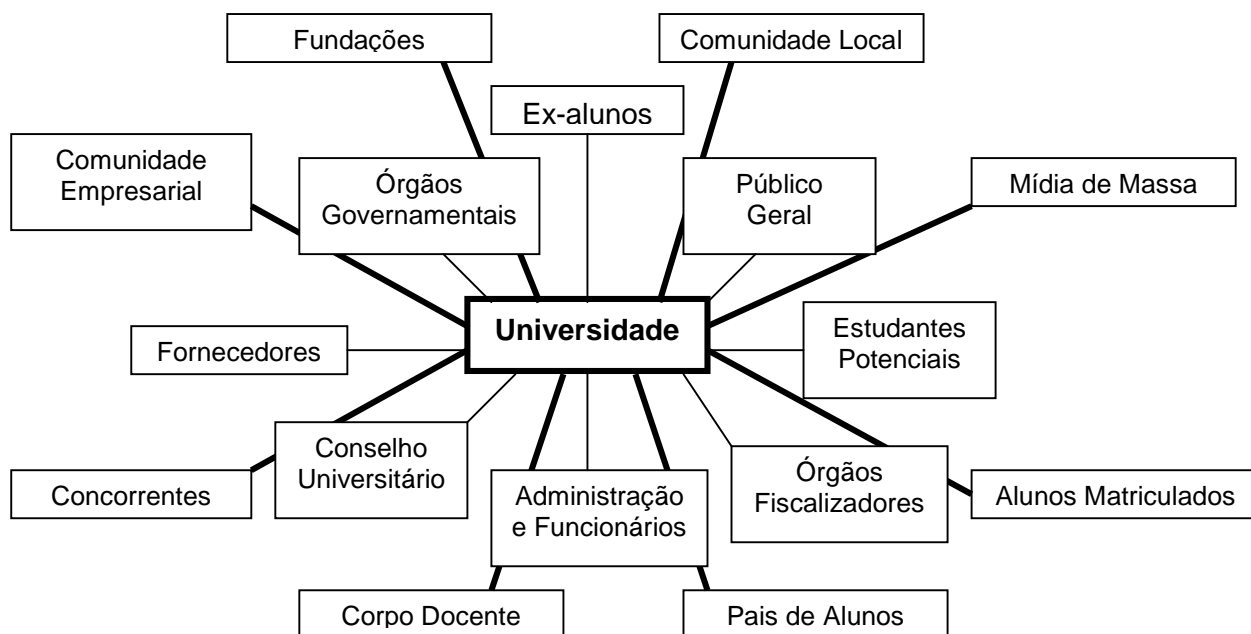 Fundações
Comunidade Local
Ex-alunos
Comunidade
Empresarial
Órgãos
Governamentais
Público
Geral
Mídia de Massa
Universidade
Fornecedores
Estudantes
Potenciais
Conselho
Universitário
Concorrentes
Administração
e Funcionários
Órgãos
Fiscalizadores
Alunos Matriculados
Corpo Docente
Pais de Alunos